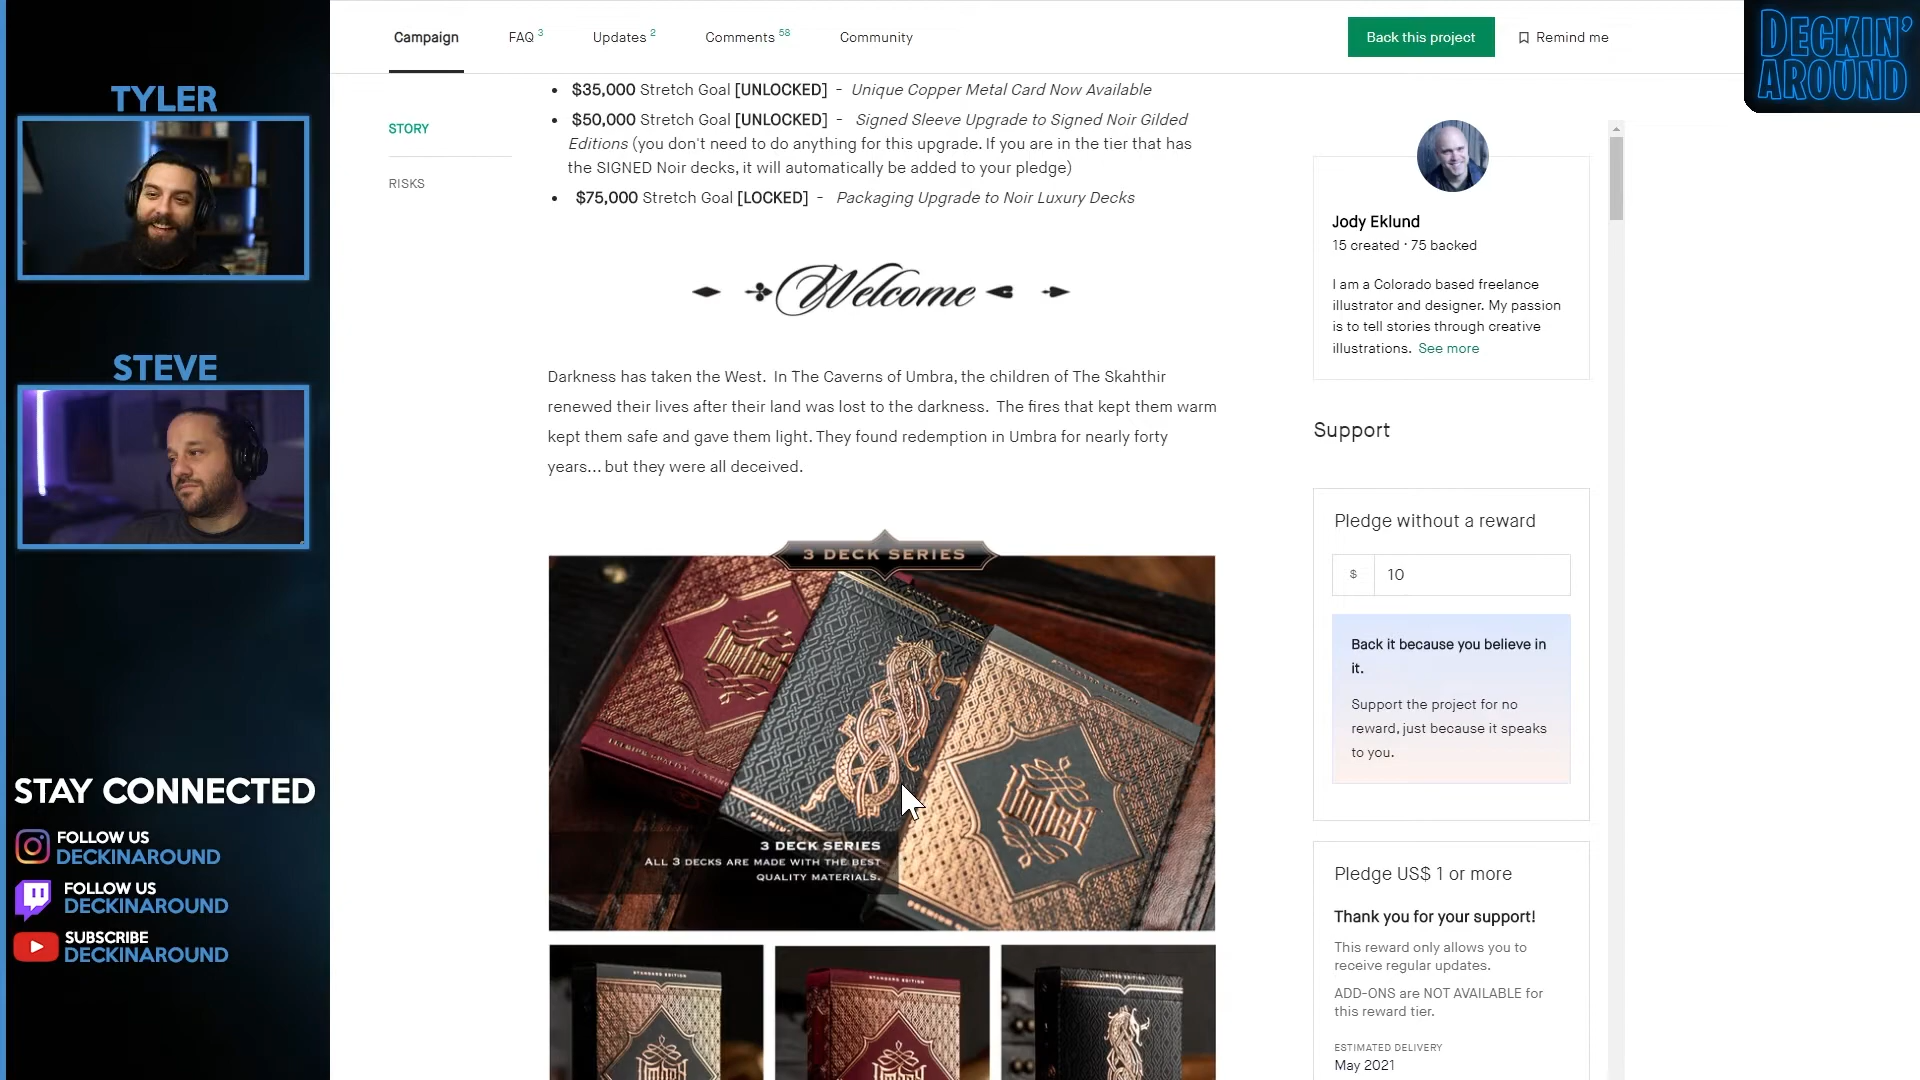 Campaign
FAQ 3
Updates 2
Comments 58
Community
Back this project
Remind me
DECKIN'
AROUND
TYLER
STEVE
STAY CONNECTED
FOLLOW US
DECKINAROUND
FOLLOW US
DECKINAROUND
SUBSCRIBE
DECKINAROUND
STORY
RISKS
• $35,000 Stretch Goal [UNLOCKED] - Unique Copper Metal Card Now Available
• $50,000 Stretch Goal [UNLOCKED] - Signed Sleeve Upgrade to Signed Noir Gilded
Editions (you don't need to do anything for this upgrade. If you are in the tier that has
the SIGNED Noir decks, it will automatically be added to your pledge)
• $75,000 Stretch Goal [LOCKED] - Packaging Upgrade to Noir Luxury Decks
Welcome
Darkness has taken the West. In The Caverns of Umbra, the children of The Skahthir
renewed their lives after their land was lost to the darkness. The fires that kept them warm
kept them safe and gave them light. They found redemption in Umbra for nearly forty
years... but they were all deceived.
3 DECK SERIES
UMBRA
UMBRA
3 DECK SERIES
ALL 3 DECKS ARE MADE WITH THE BEST
QUALITY MATERIALS.
STANDARD EDITION
STANDARD EDITION
LIMITED EDITION
Jody Eklund
15 created · 75 backed
I am a Colorado based freelance
illustrator and designer. My passion
is to tell stories through creative
illustrations. See more
Support
Pledge without a reward
$ 10
Back it because you believe in
it.
Support the project for no
reward, just because it speaks
to you.
Pledge US$ 1 or more
Thank you for your support!
This reward only allows you to
receive regular updates.
ADD-ONS are NOT AVAILABLE for
this reward tier.
ESTIMATED DELIVERY
May 2021